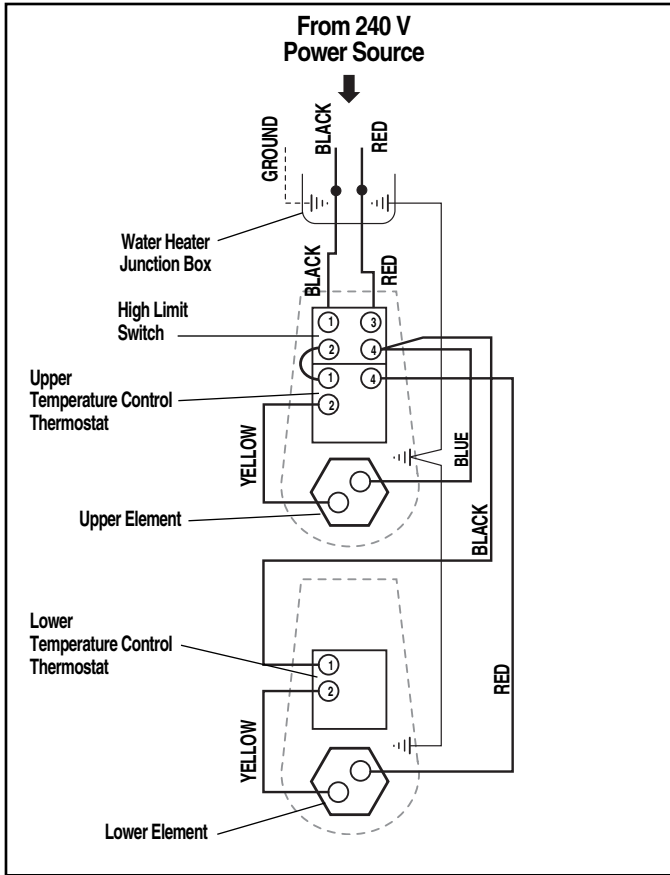 From 240 V
Power Source
GROUND
BLACK
RED
Water Heater
Junction Box
BLACK
RED
High Limit
Switch
1
3
2
4
Upper
Temperature Control
Thermostat
1
4
2
YELLOW
BLUE
Upper Element
BLACK
Lower
Temperature Control
Thermostat
1
2
RED
YELLOW
Lower Element